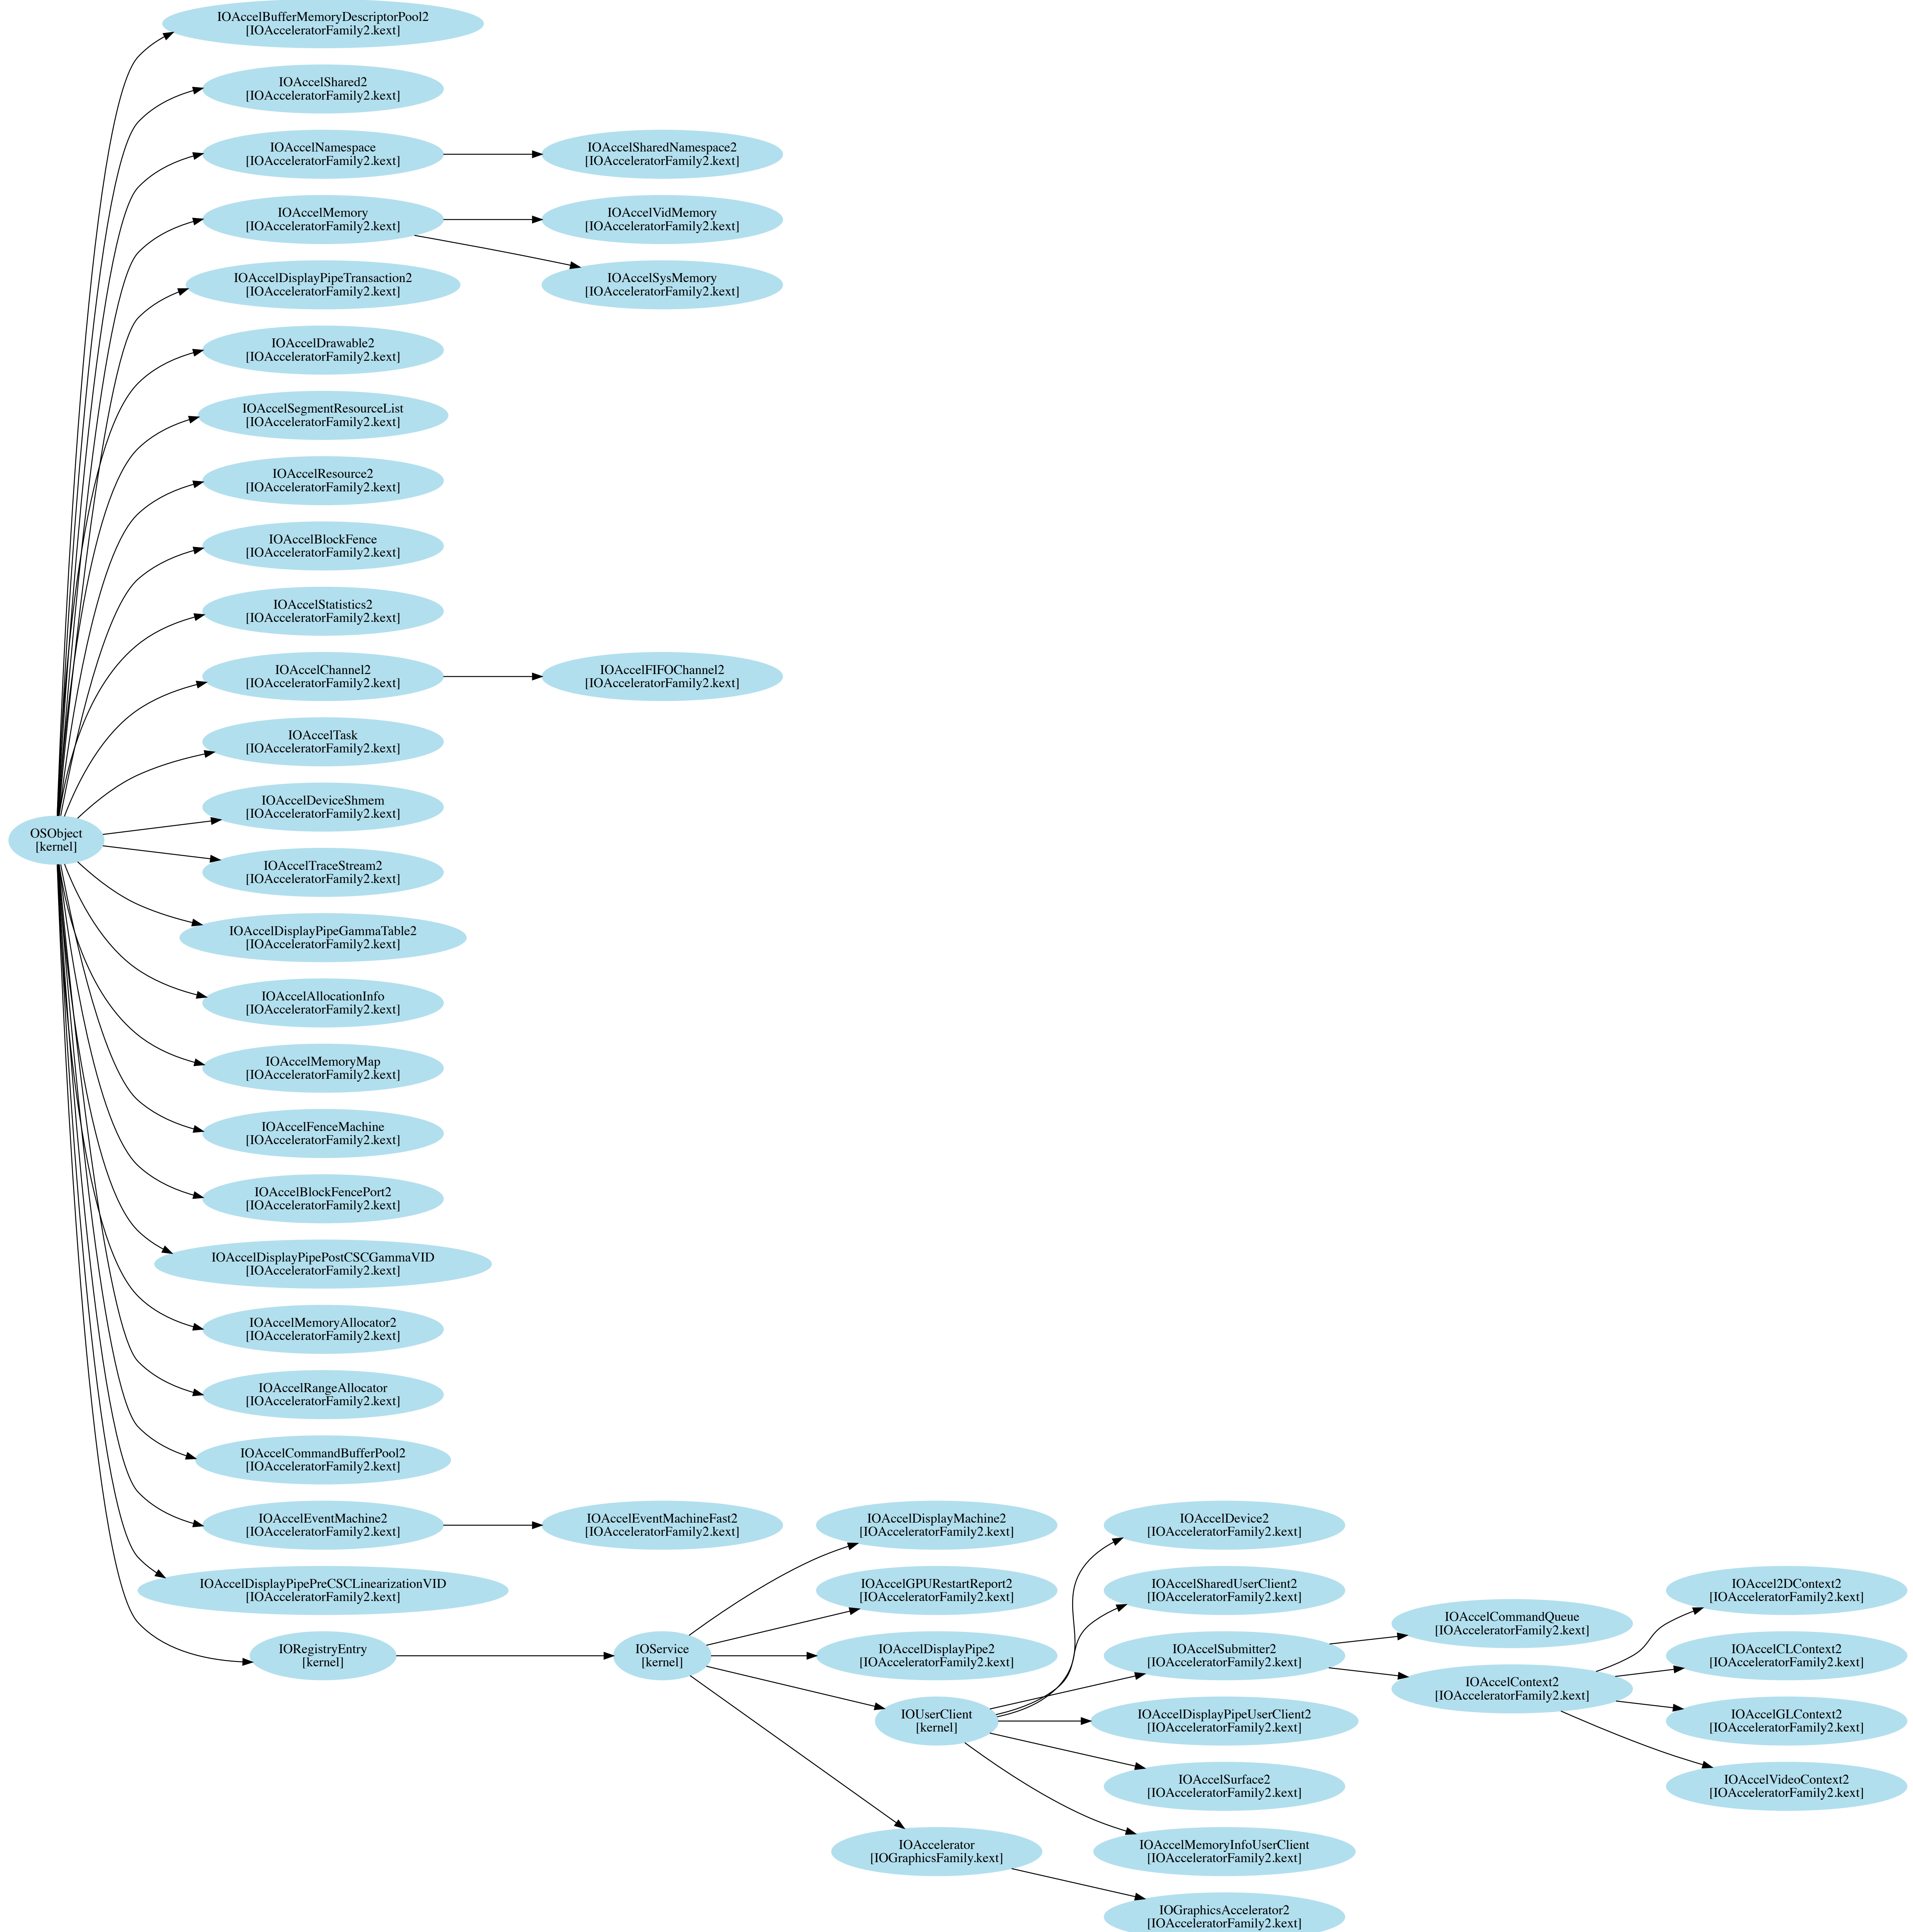 IOAccelBufferMemoryDescriptorPool2
[IOAcceleratorFamily2.kext]
IOAccelShared2
[IOAcceleratorFamily2.kext]
IOAccelNamespace
[IOAcceleratorFamily2.kext]
IOAccelSharedNamespace2
[IOAcceleratorFamily2.kext]
IOAccelMemory
[IOAcceleratorFamily2.kext]
IOAccelVidMemory
[IOAcceleratorFamily2.kext]
IOAccelDisplayPipeTransaction2
[IOAcceleratorFamily2.kext]
IOAccelSysMemory
[IOAcceleratorFamily2.kext]
IOAccelDrawable2
[IOAcceleratorFamily2.kext]
IOAccelSegmentResourceList
[IOAcceleratorFamily2.kext]
IOAccelResource2
[IOAcceleratorFamily2.kext]
IOAccelBlockFence
[IOAcceleratorFamily2.kext]
IOAccelStatistics2
[IOAcceleratorFamily2.kext]
IOAccelChannel2
[IOAcceleratorFamily2.kext]
IOAccelFIFOChannel2
[IOAcceleratorFamily2.kext]
IOAccelTask
[IOAcceleratorFamily2.kext]
IOAccelDeviceShmem
[IOAcceleratorFamily2.kext]
OSObject
[kernel]
IOAccelTraceStream2
[IOAcceleratorFamily2.kext]
IOAccelDisplayPipeGammaTable2
[IOAcceleratorFamily2.kext]
IOAccelAllocationInfo
[IOAcceleratorFamily2.kext]
IOAccelMemoryMap
[IOAcceleratorFamily2.kext]
IOAccelFenceMachine
[IOAcceleratorFamily2.kext]
IOAccelBlockFencePort2
[IOAcceleratorFamily2.kext]
IOAccelDisplayPipePostCSCGammaVID
[IOAcceleratorFamily2.kext]
IOAccelMemoryAllocator2
[IOAcceleratorFamily2.kext]
IOAccelRangeAllocator
[IOAcceleratorFamily2.kext]
IOAccelCommandBufferPool2
[IOAcceleratorFamily2.kext]
IOAccelEventMachine2
[IOAcceleratorFamily2.kext]
IOAccelEventMachineFast2
[IOAcceleratorFamily2.kext]
IOAccelDisplayMachine2
[IOAcceleratorFamily2.kext]
IOAccelDevice2
[IOAcceleratorFamily2.kext]
IOAccelDisplayPipePreCSCLinearizationVID
[IOAcceleratorFamily2.kext]
IOAccelGPURestartReport2
[IOAcceleratorFamily2.kext]
IOAccelSharedUserClient2
[IOAcceleratorFamily2.kext]
IOAccel2DContext2
[IOAcceleratorFamily2.kext]
IOAccelCommandQueue
[IOAcceleratorFamily2.kext]
IORegistryEntry
[kernel]
IOService
[kernel]
IOAccelDisplayPipe2
[IOAcceleratorFamily2.kext]
IOAccelSubmitter2
[IOAcceleratorFamily2.kext]
IOAccelCLContext2
[IOAcceleratorFamily2.kext]
IOAccelContext2
[IOAcceleratorFamily2.kext]
IOUserClient
[kernel]
IOAccelDisplayPipeUserClient2
[IOAcceleratorFamily2.kext]
IOAccelGLContext2
[IOAcceleratorFamily2.kext]
IOAccelSurface2
[IOAcceleratorFamily2.kext]
IOAccelVideoContext2
[IOAcceleratorFamily2.kext]
IOAccelerator
[IOGraphicsFamily.kext]
IOAccelMemoryInfoUserClient
[IOAcceleratorFamily2.kext]
IOGraphicsAccelerator2
[IOAcceleratorFamily2.kext]